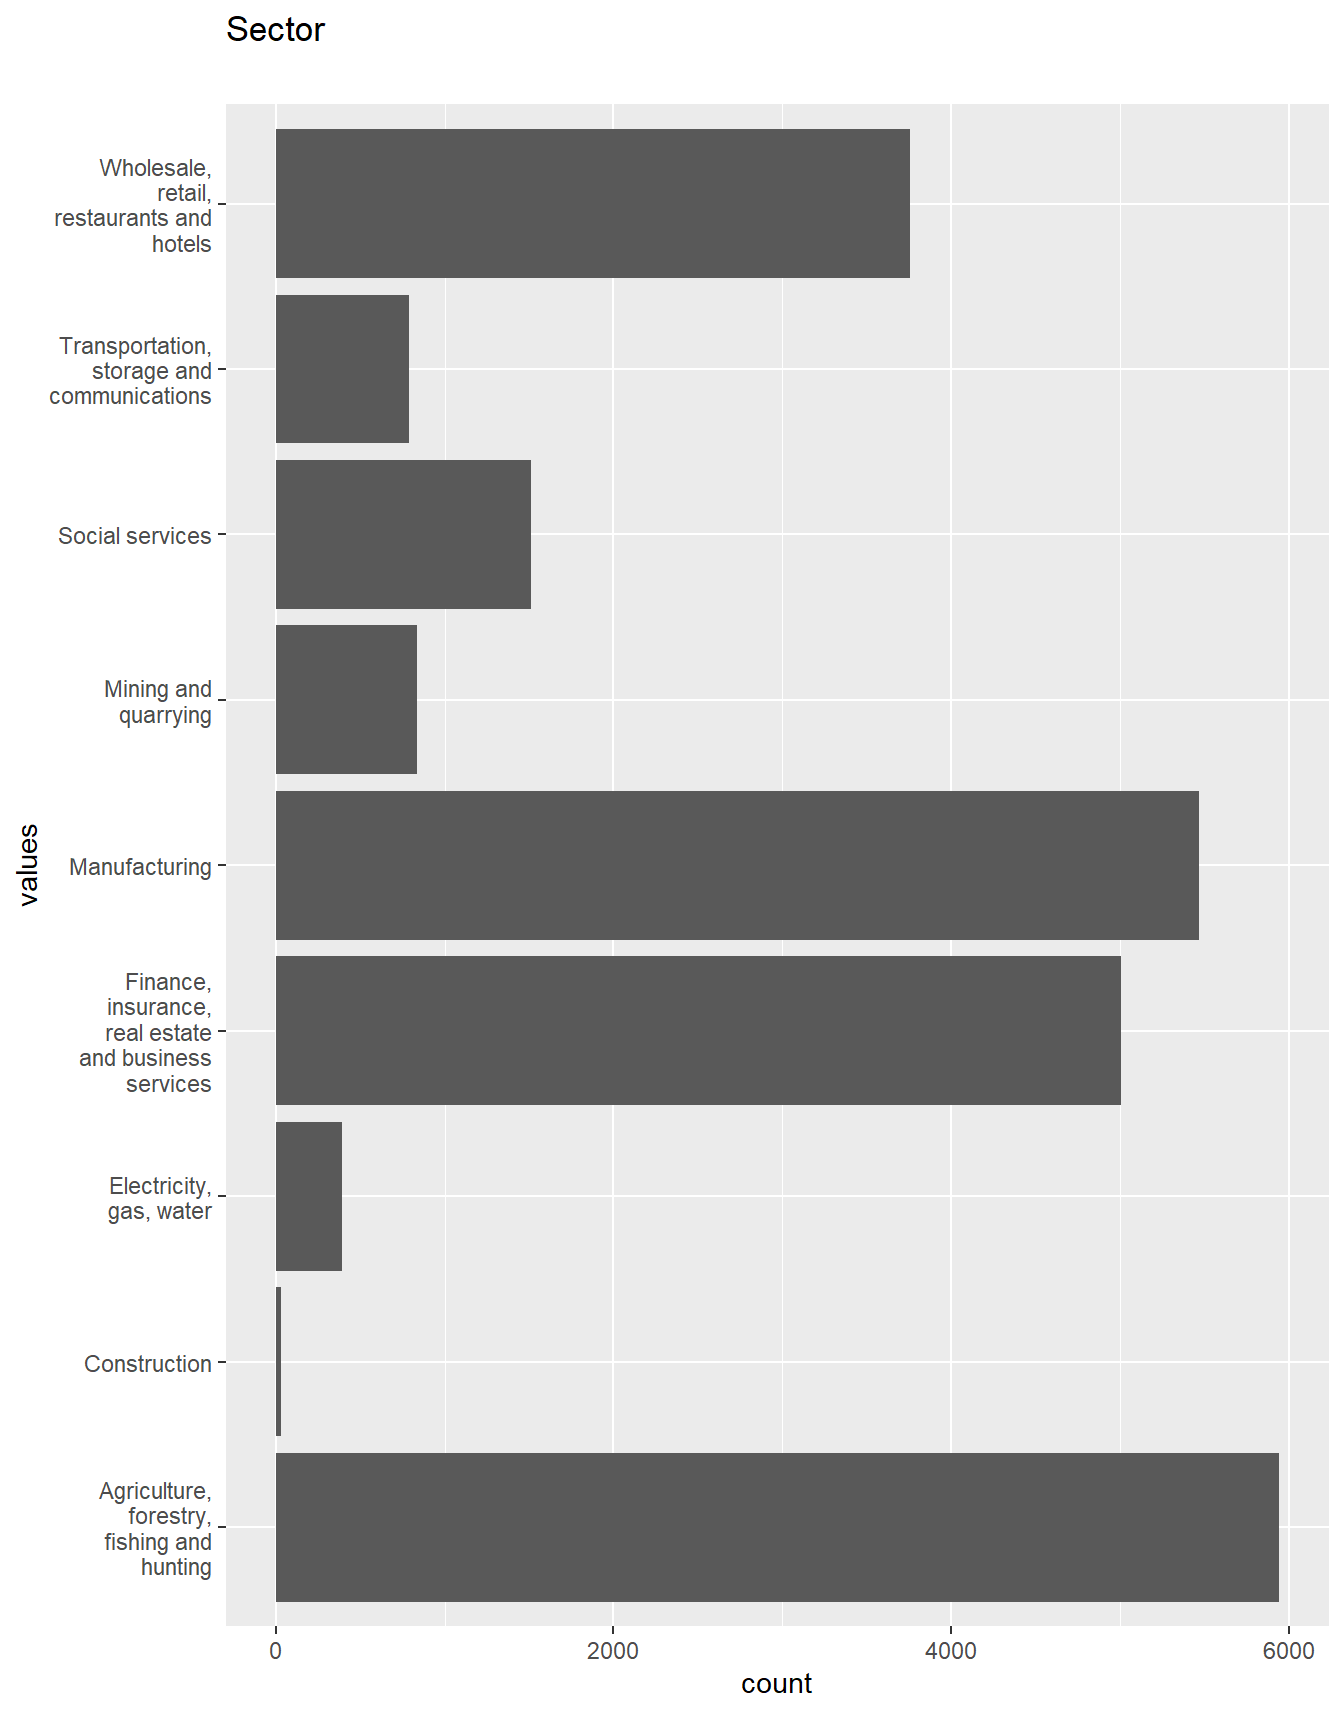 Sector
Wholesale,
retail,
restaurants and
hotels
Transportation,
storage and
communications
Social services
Mining and
quarrying
Manufacturing
Finance,
insurance,
real estate
and business
services
Electricity,
gas, water
Construction
Agriculture,
forestry,
fishing and
hunting
values
0 2000 4000 6000
count